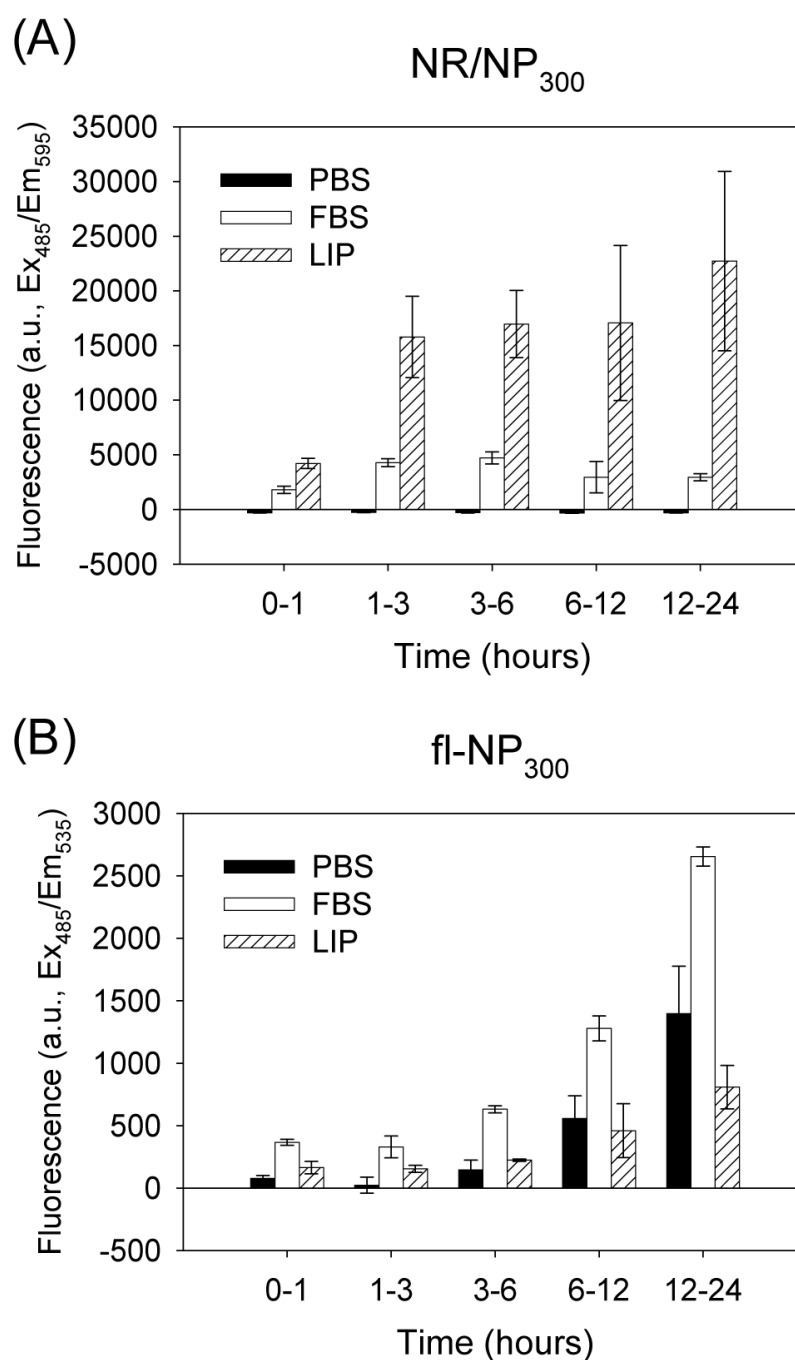 (A)
NR/NP300
Fluorescence (a.u., Ex485/Em595)
35000
30000
25000
20000
15000
10000
5000
0
-5000
PBS
FBS
LIP
0-1 1-3 3-6 6-12 12-24
Time (hours)
(B)
fl-NP300
Fluorescence (a.u., Ex485/Em535)
3000
2500
2000
1500
1000
500
0
-500
PBS
FBS
LIP
0-1 1-3 3-6 6-12 12-24
Time (hours)